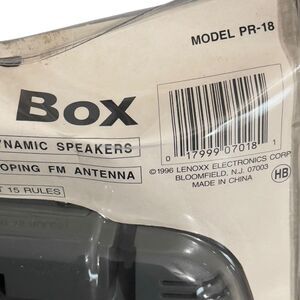 MODEL PR-18
BOX
YNAMIC SPEAKERS
OPING FM ANTENNA
T 15 RULES
0 17999 07018 1
©1996 LENOXX ELECTRONICS CORP
BLOOMFIELD, N.J. 07003
MADE IN CHINA
HB